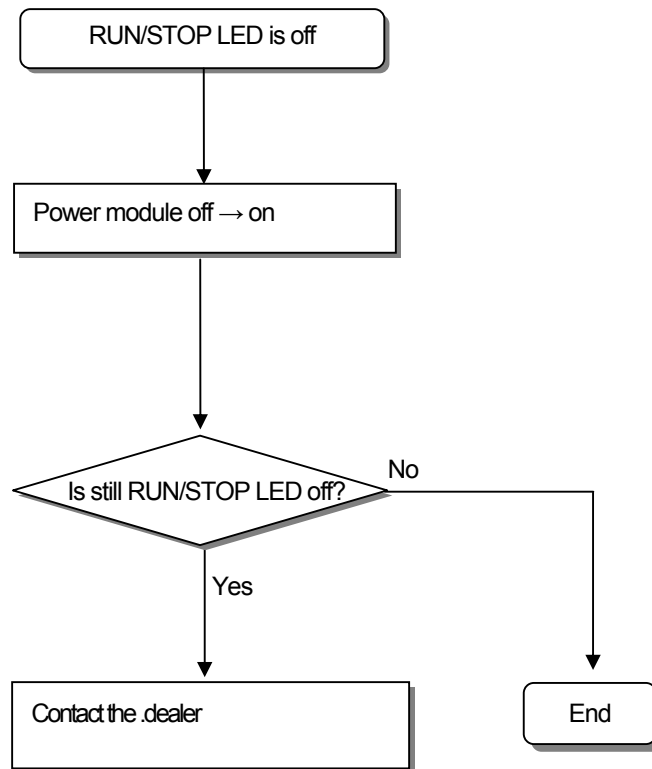 RUN/STOP LED is off
Power module off → on
Is still RUN/STOP LED off?
No
Yes
Contact the .dealer
End